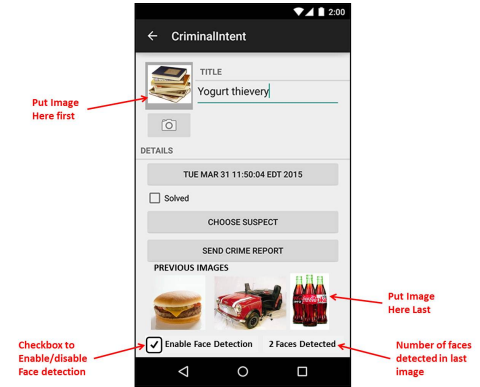 2:00
CriminalIntent
TITLE
Put Image
Here first
Yogurt thievery
DETAILS
TUE MAR 31 11:50:04 EDT 2015
Solved
CHOOSE SUSPECT
SEND CRIME REPORT
PREVIOUS IMAGES
Put Image
Here Last
Checkbox to
Enable/disable
Face detection
Enable Face Detection
2 Faces Detected
Number of faces
detected in last
image